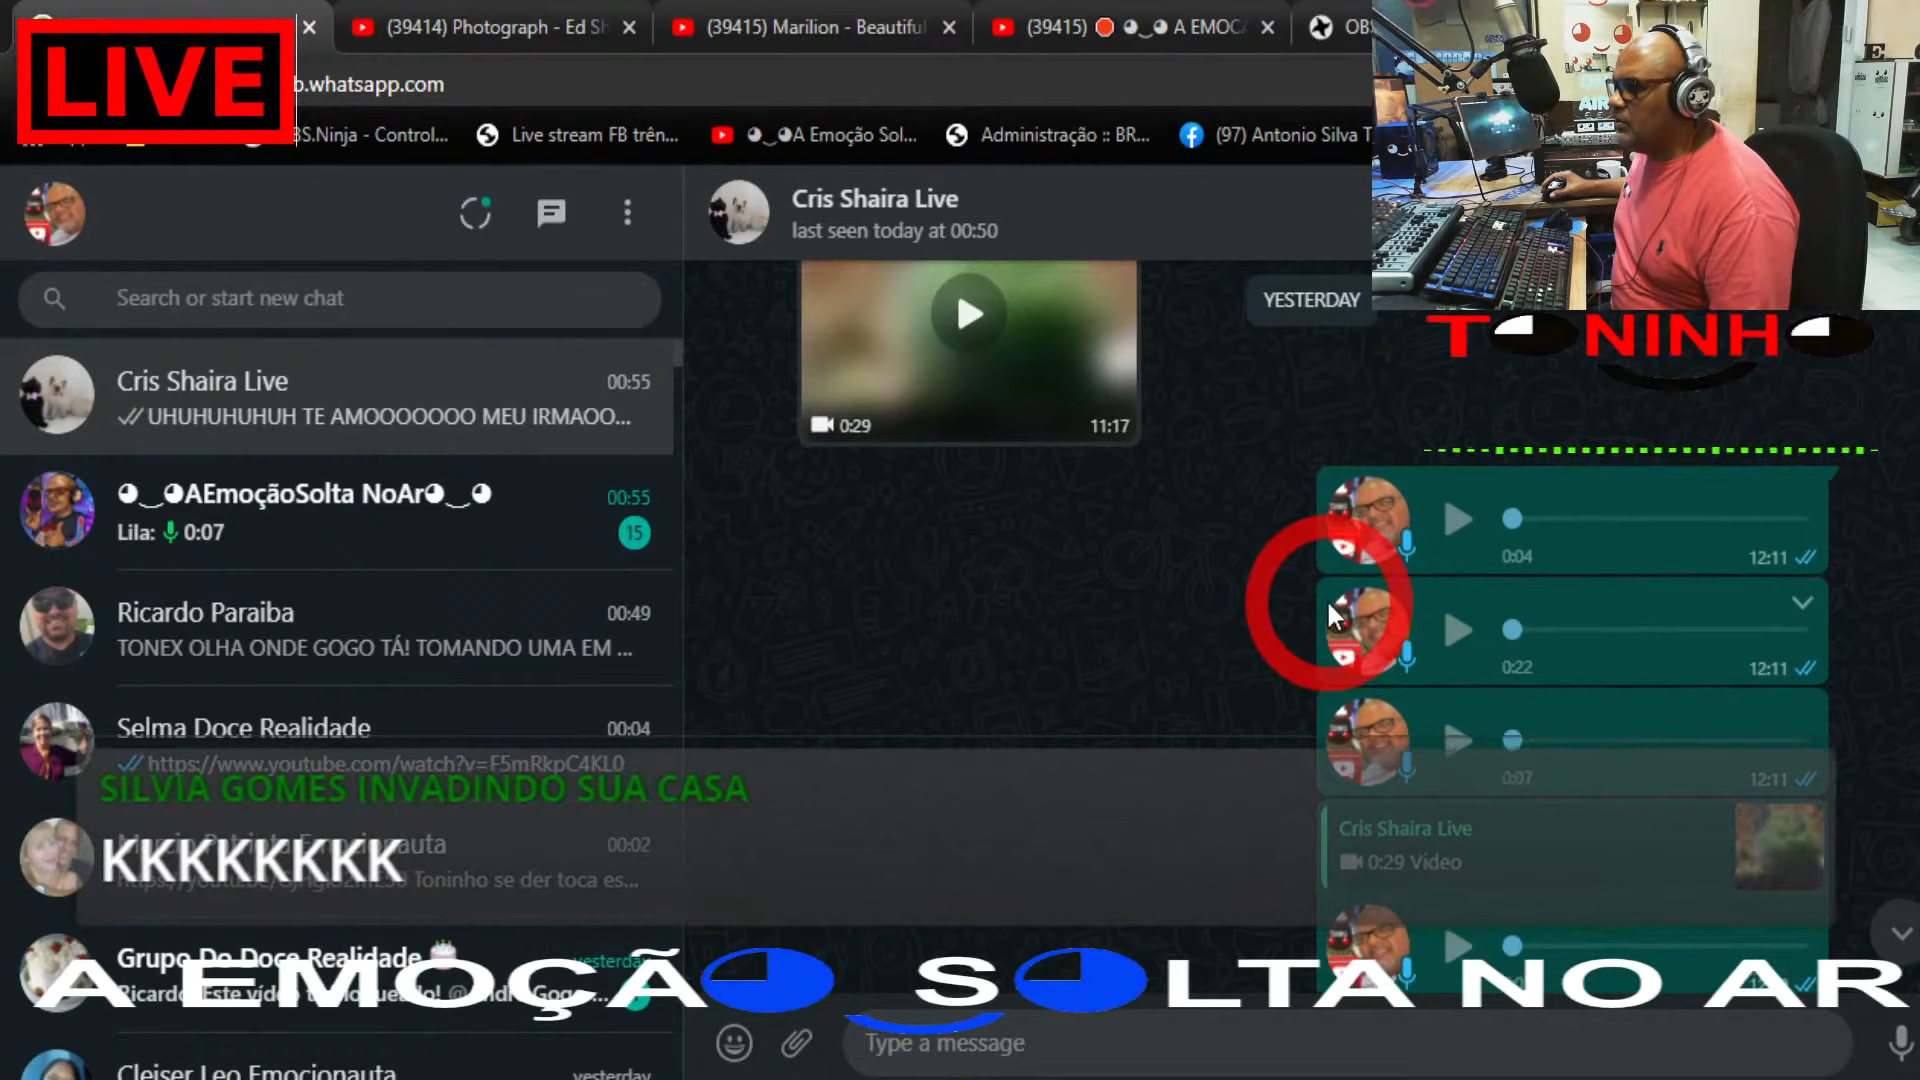 (39414) Photograph - Ed Sh
(39415) Marilion - Beautiful
(39415) 🛑 ◕‿◕ A EMOÇ
OBS
LIVE
b.whatsapp.com
BS.Ninja - Control...
Live stream FB trên...
◕‿◕A Emoção Sol...
Administração :: BR...
(97) Antonio Silva T
AIR
TONINHO
Cris Shaira Live
last seen today at 00:50
Search or start new chat
YESTERDAY
Cris Shaira Live
00:55
UHUHUHUHUH TE AMOOOOOOO MEU IRMAOO...
0:29
11:17
◕‿◕AEmoçãoSolta NoAr◕‿◕
00:55
Lila: 0:07
15
0:04
12:11
Ricardo Paraiba
00:49
TONEX OLHA ONDE GOGO TÁ! TOMANDO UMA EM ...
0:22
12:11
Selma Doce Realidade
00:04
https://www.youtube.com/watch?v=F5mRkpC4KL0
0:07
12:11
SILVIA GOMES INVADINDO SUA CASA
KKKKKKKK
00:02
Toninho se der toca es...
Cris Shaira Live
0:29 Video
Grupo Do Doce Realidade 🎂
yesterday
A EMOÇÃO SOLTA NO AR
Type a message
Cleiser Leo Emocionauta
yesterday